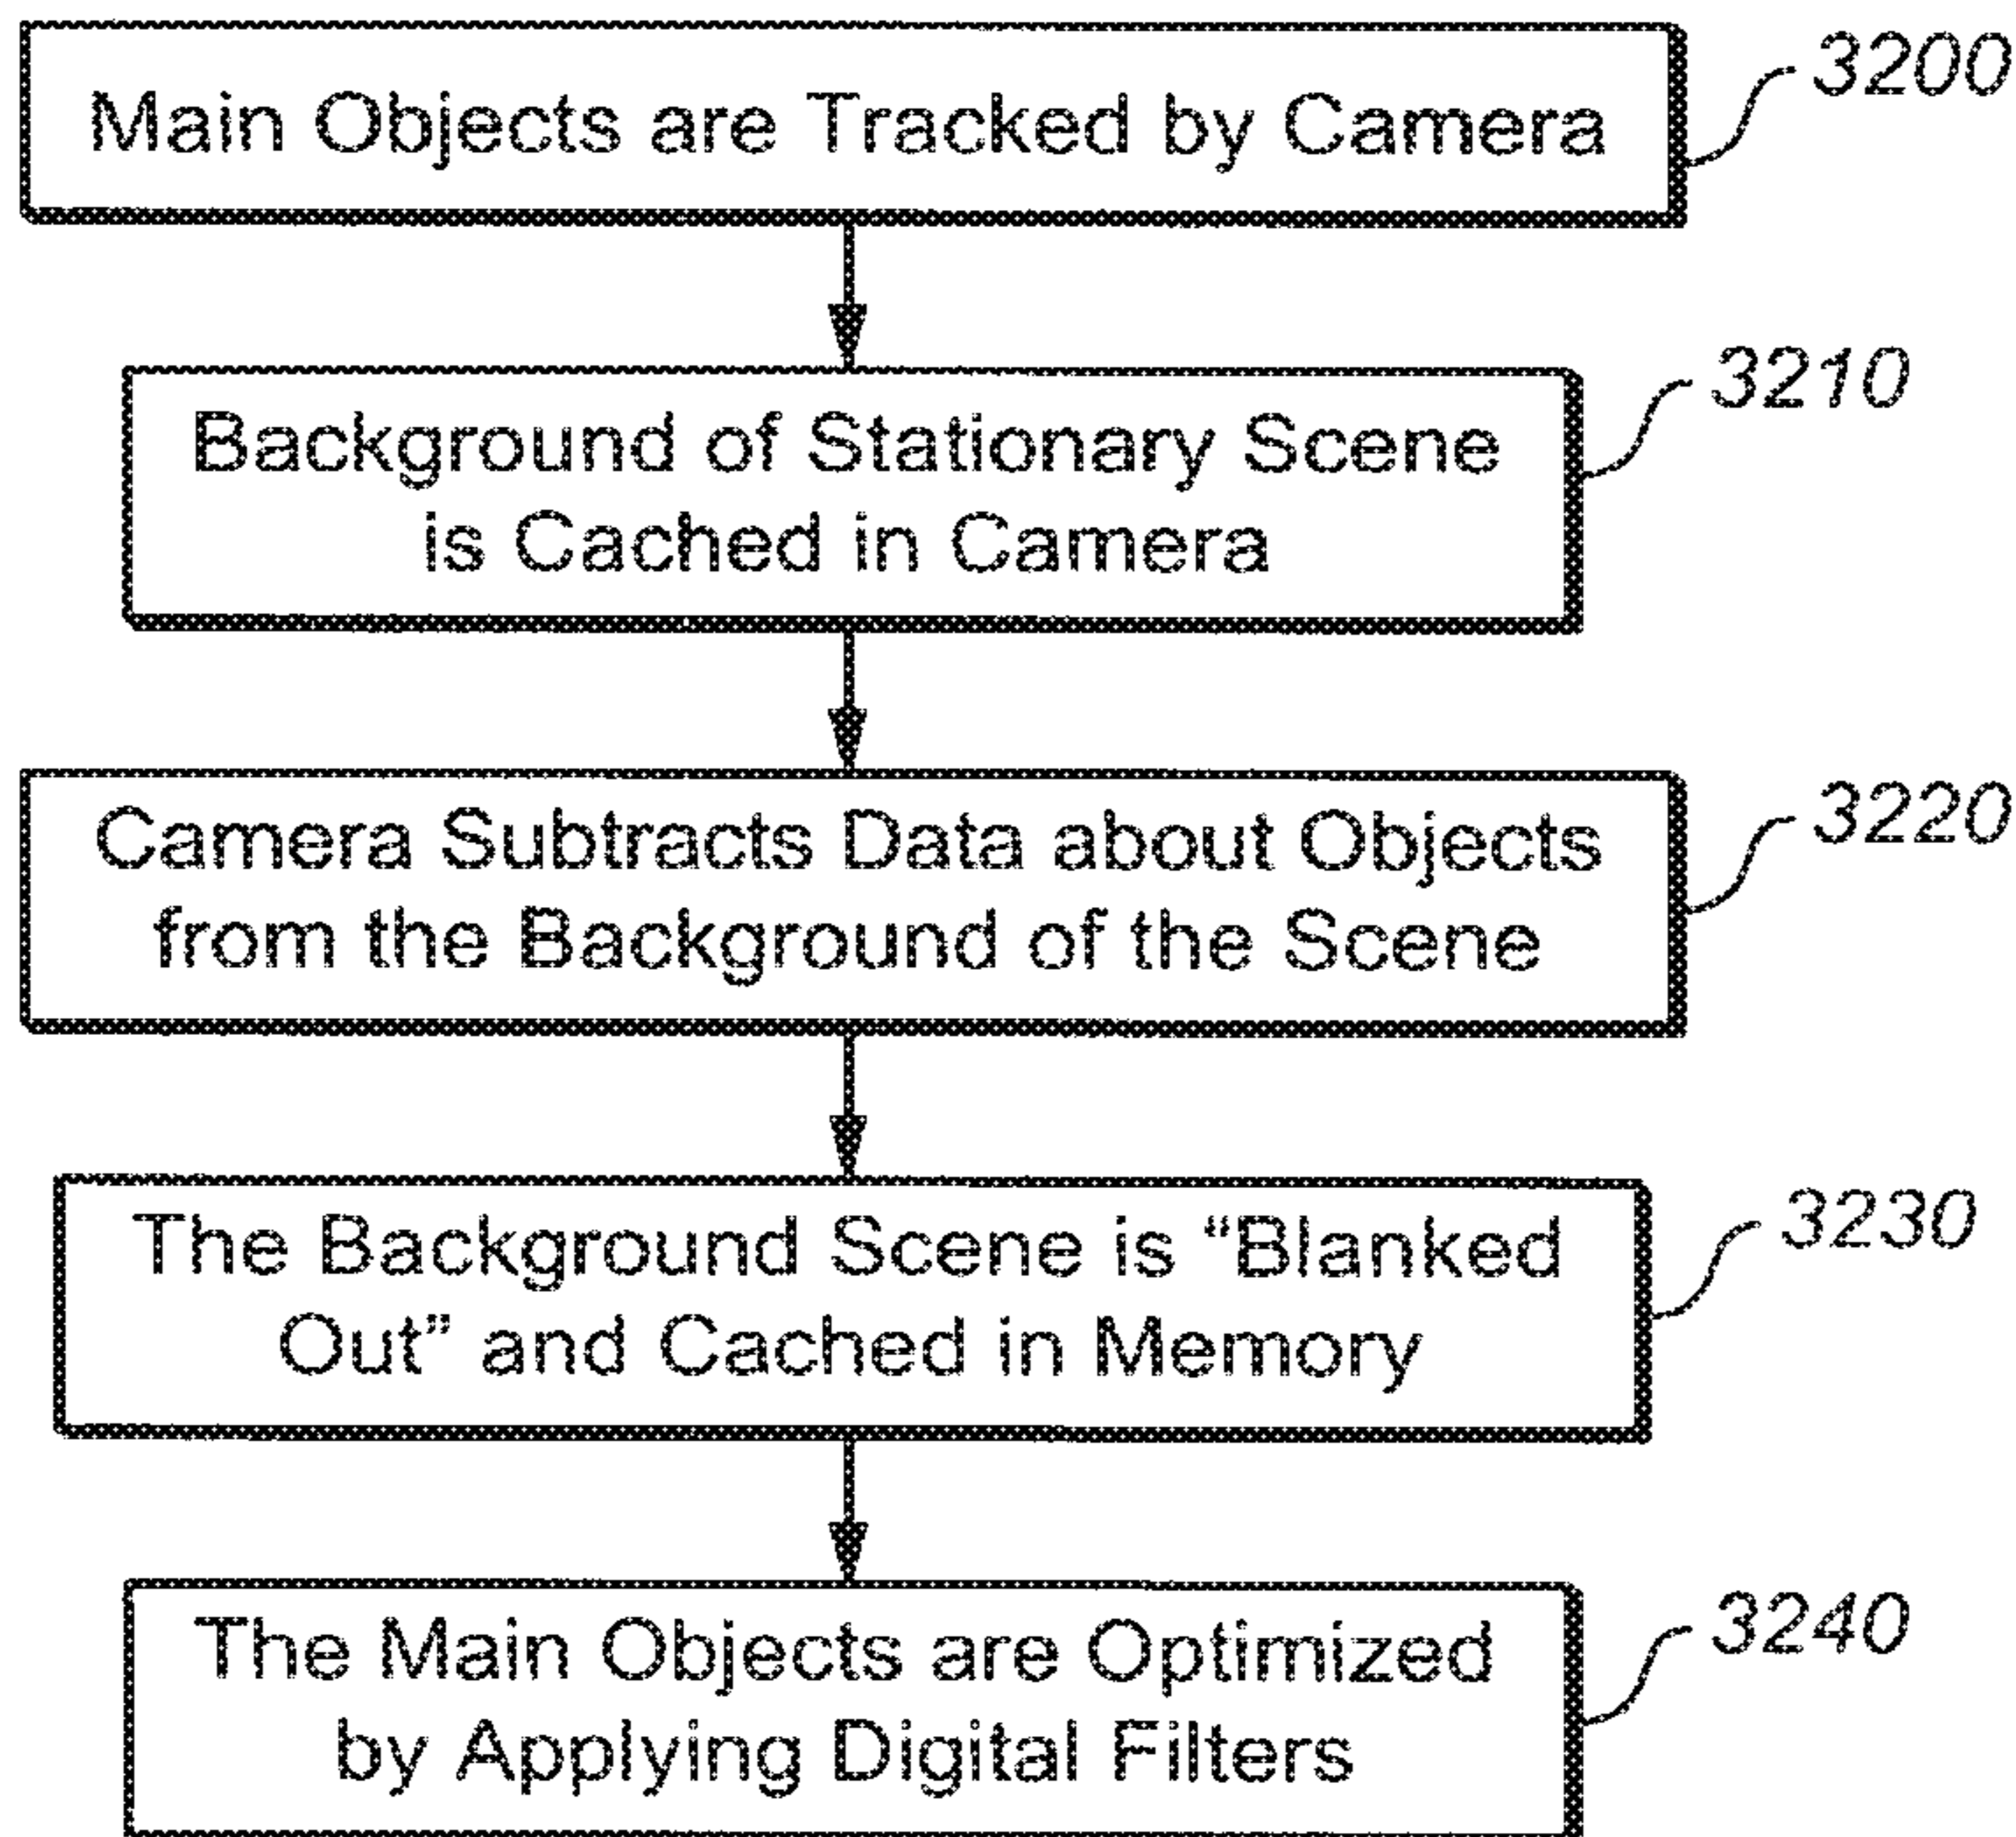 Main Objects are Tracked by Camera
3200
Background of Stationary Scene
is Cached in Camera
3210
Camera Subtracts Data about Objects
from the Background of the Scene
3220
The Background Scene is “Blanked
Out” and Cached in Memory
3230
The Main Objects are Optimized
by Applying Digital Filters
3240